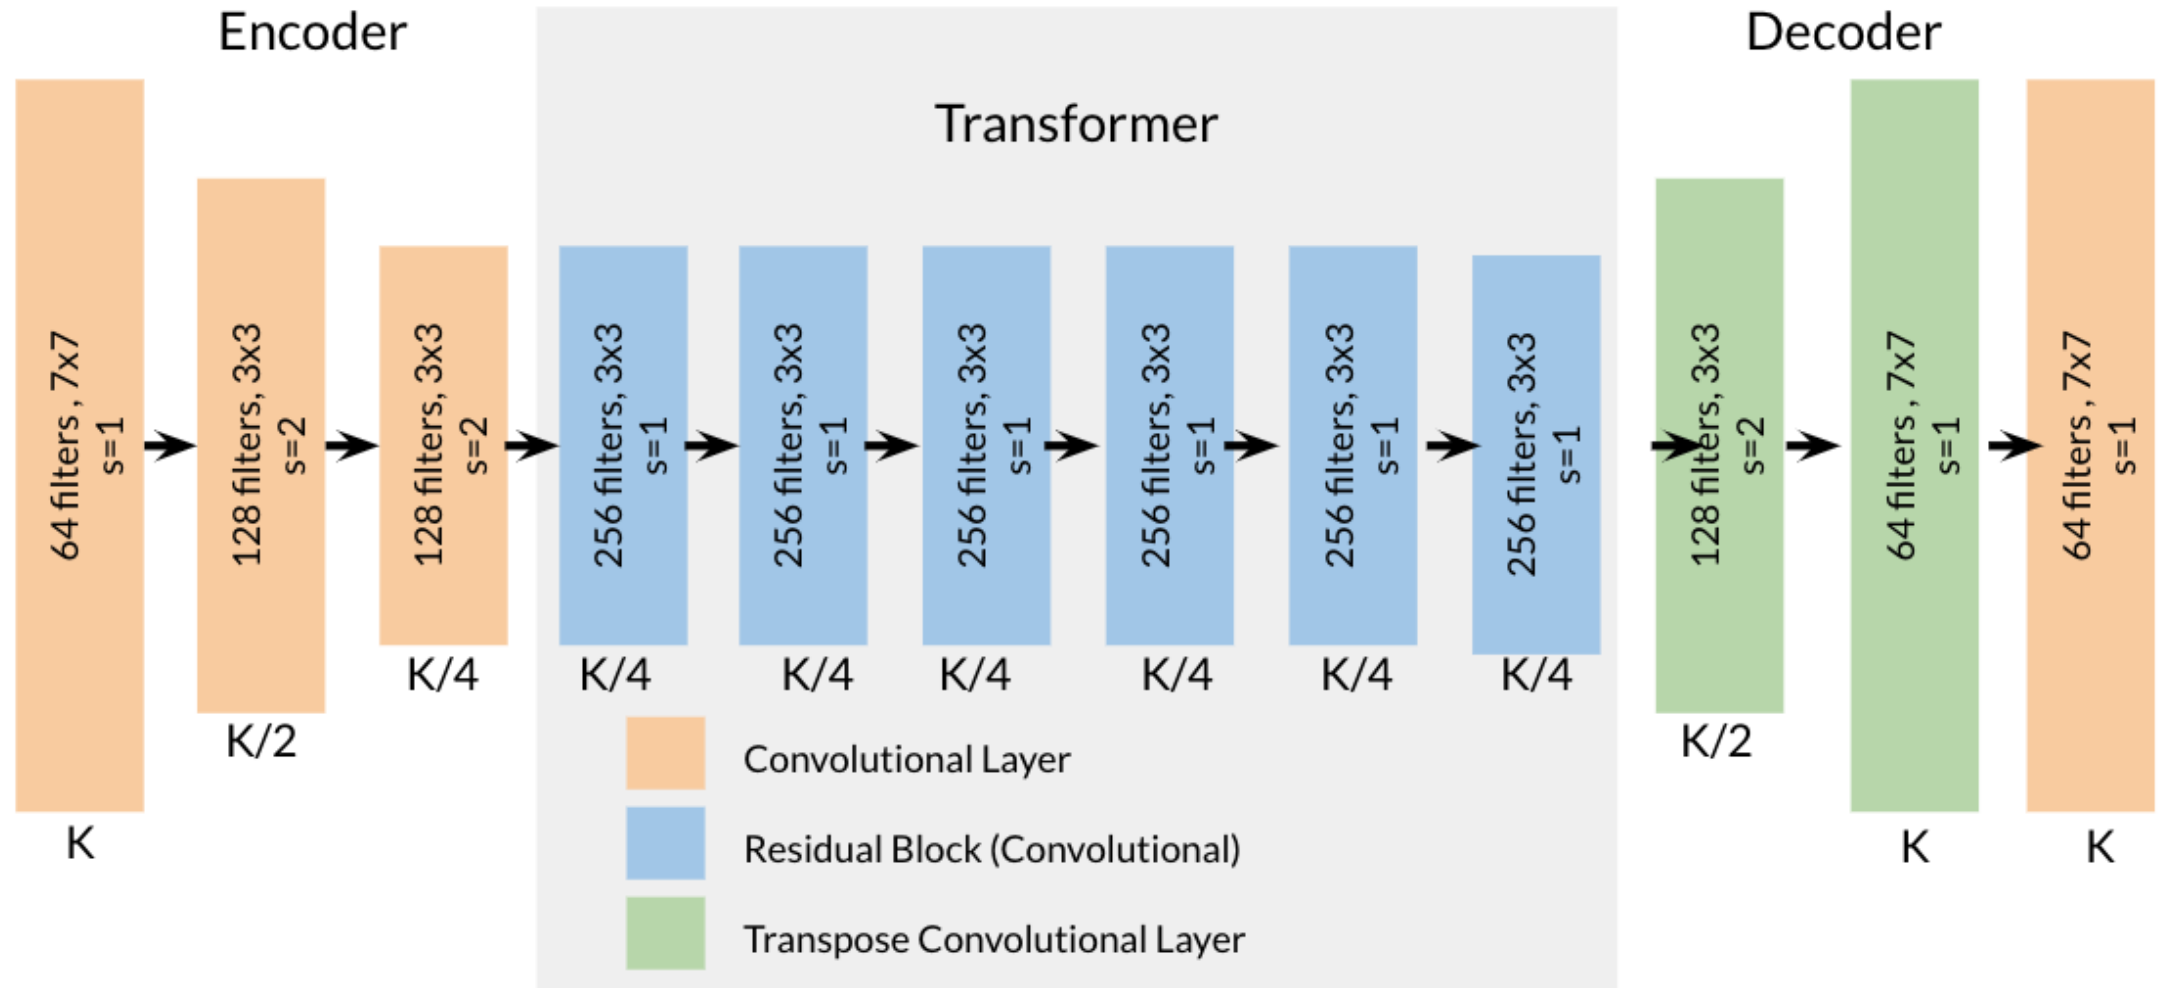 Encoder
Transformer
Decoder
64 filters , 7x7
s=1
K
128 filters, 3x3
s=2
K/2
128 filters, 3x3
s=2
K/4
256 filters, 3x3
s=1
K/4
256 filters, 3x3
s=1
K/4
256 filters, 3x3
s=1
K/4
256 filters, 3x3
s=1
K/4
256 filters, 3x3
s=1
K/4
256 filters, 3x3
s=1
K/4
128 filters, 3x3
s=2
K/2
64 filters , 7x7
s=1
K
64 filters , 7x7
s=1
K
Convolutional Layer
Residual Block (Convolutional)
Transpose Convolutional Layer